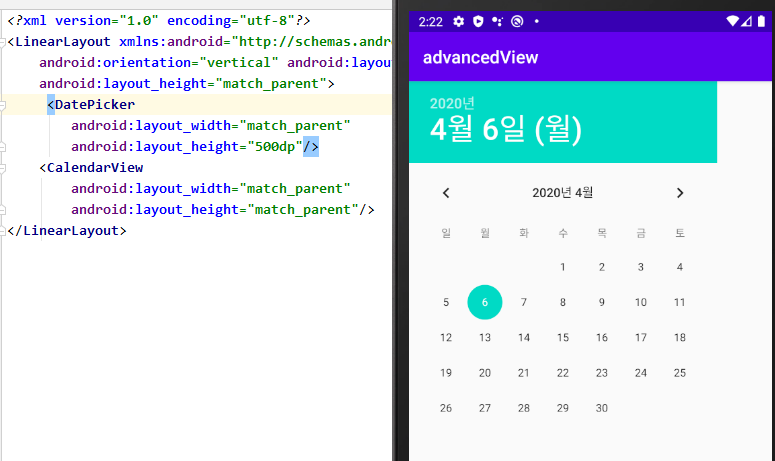 <?xml version="1.0" encoding="utf-8"?>
<LinearLayout xmlns:android="http://schemas.andr
android:orientation="vertical" android:layou
android:layout_height="match_parent">
<DatePicker
android:layout_width="match_parent"
android:layout_height="500dp"/>
<CalendarView
android:layout_width="match_parent"
android:layout_height="match_parent"/>
</LinearLayout>
2:22
advancedView
2020년
4월 6일 (월)
2020년 4월
일 월 화 수 목 금 토
1 2 3 4
5 6 7 8 9 10 11
12 13 14 15 16 17 18
19 20 21 22 23 24 25
26 27 28 29 30